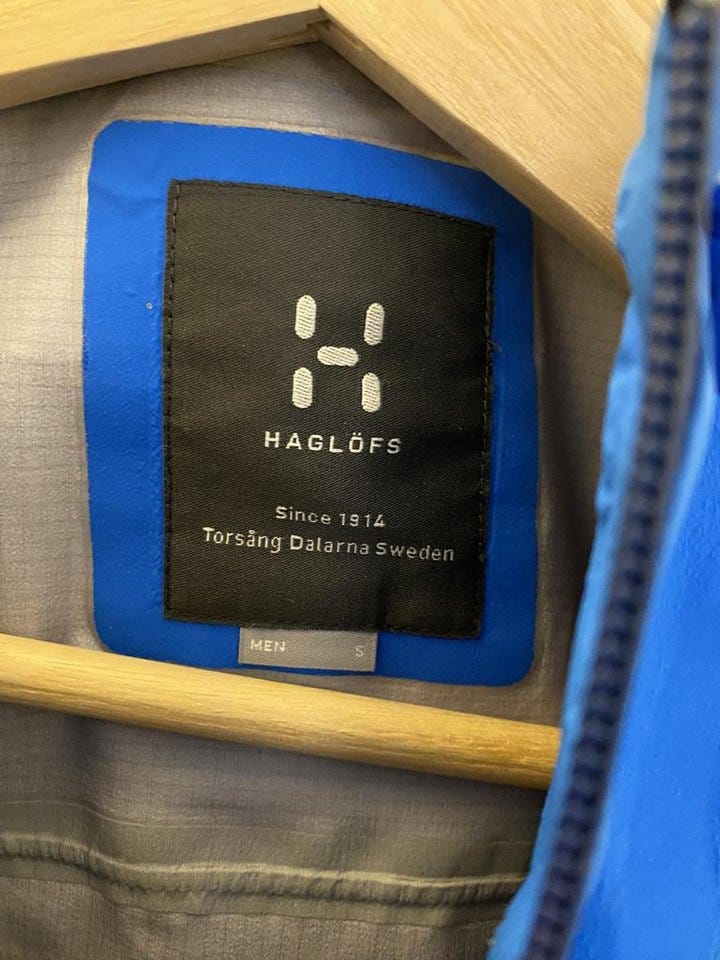 HAGLÖFS
Since 1914
Torsång Dalarna Sweden
MEN S